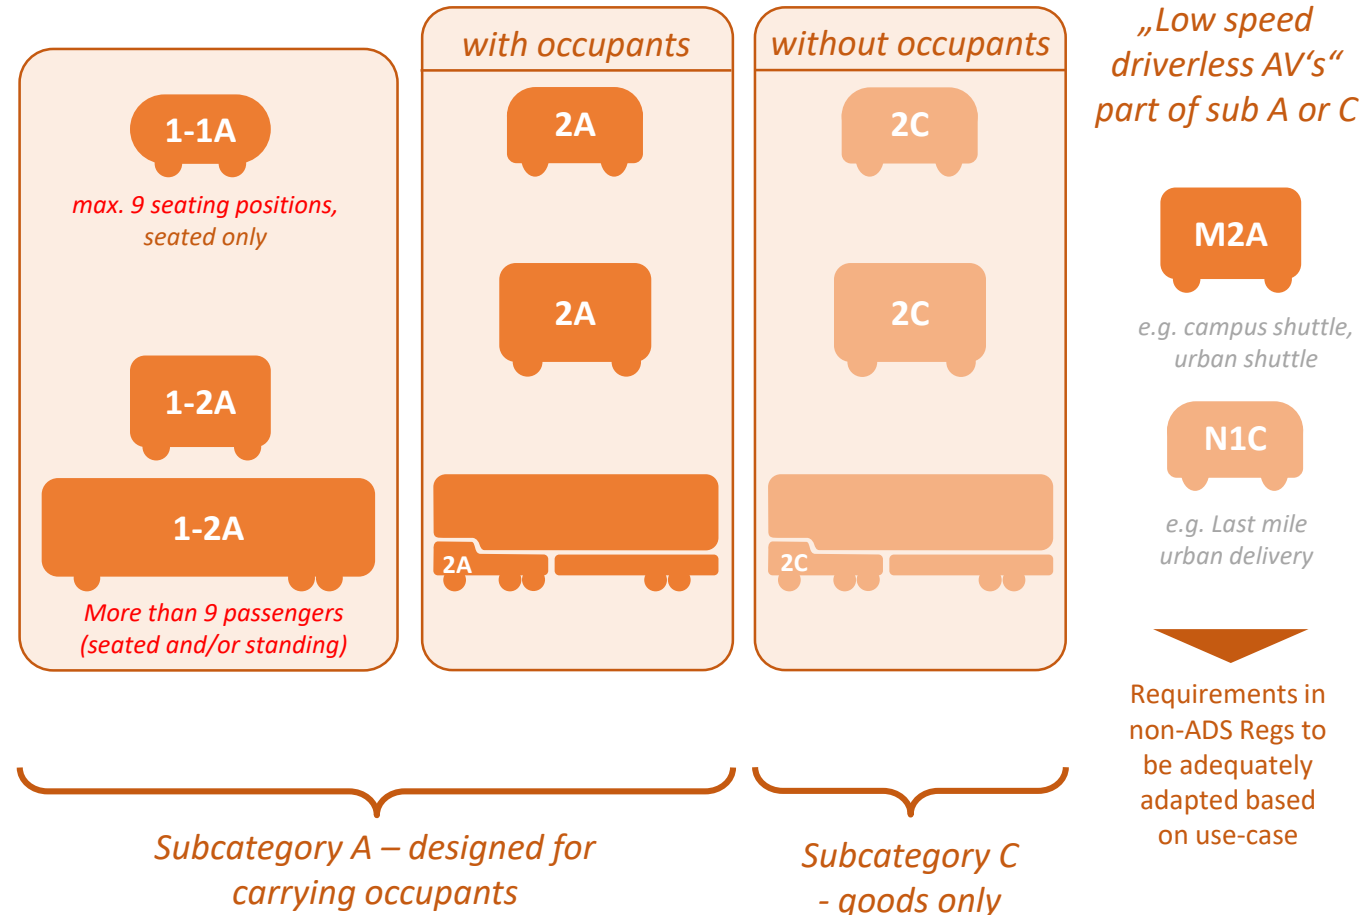 1-1A
max. 9 seating positions,
seated only
1-2A
1-2A
More than 9 passengers
(seated and/or standing)
with occupants
2A
2A
2A
without occupants
2C
2C
2C
„Low speed
driverless AV‘s“
part of sub A or C
M2A
e.g. campus shuttle,
urban shuttle
N1C
e.g. Last mile
urban delivery
Requirements in
non-ADS Regs to
be adequately
adapted based
on use-case
Subcategory A – designed for
carrying occupants
Subcategory C
- goods only